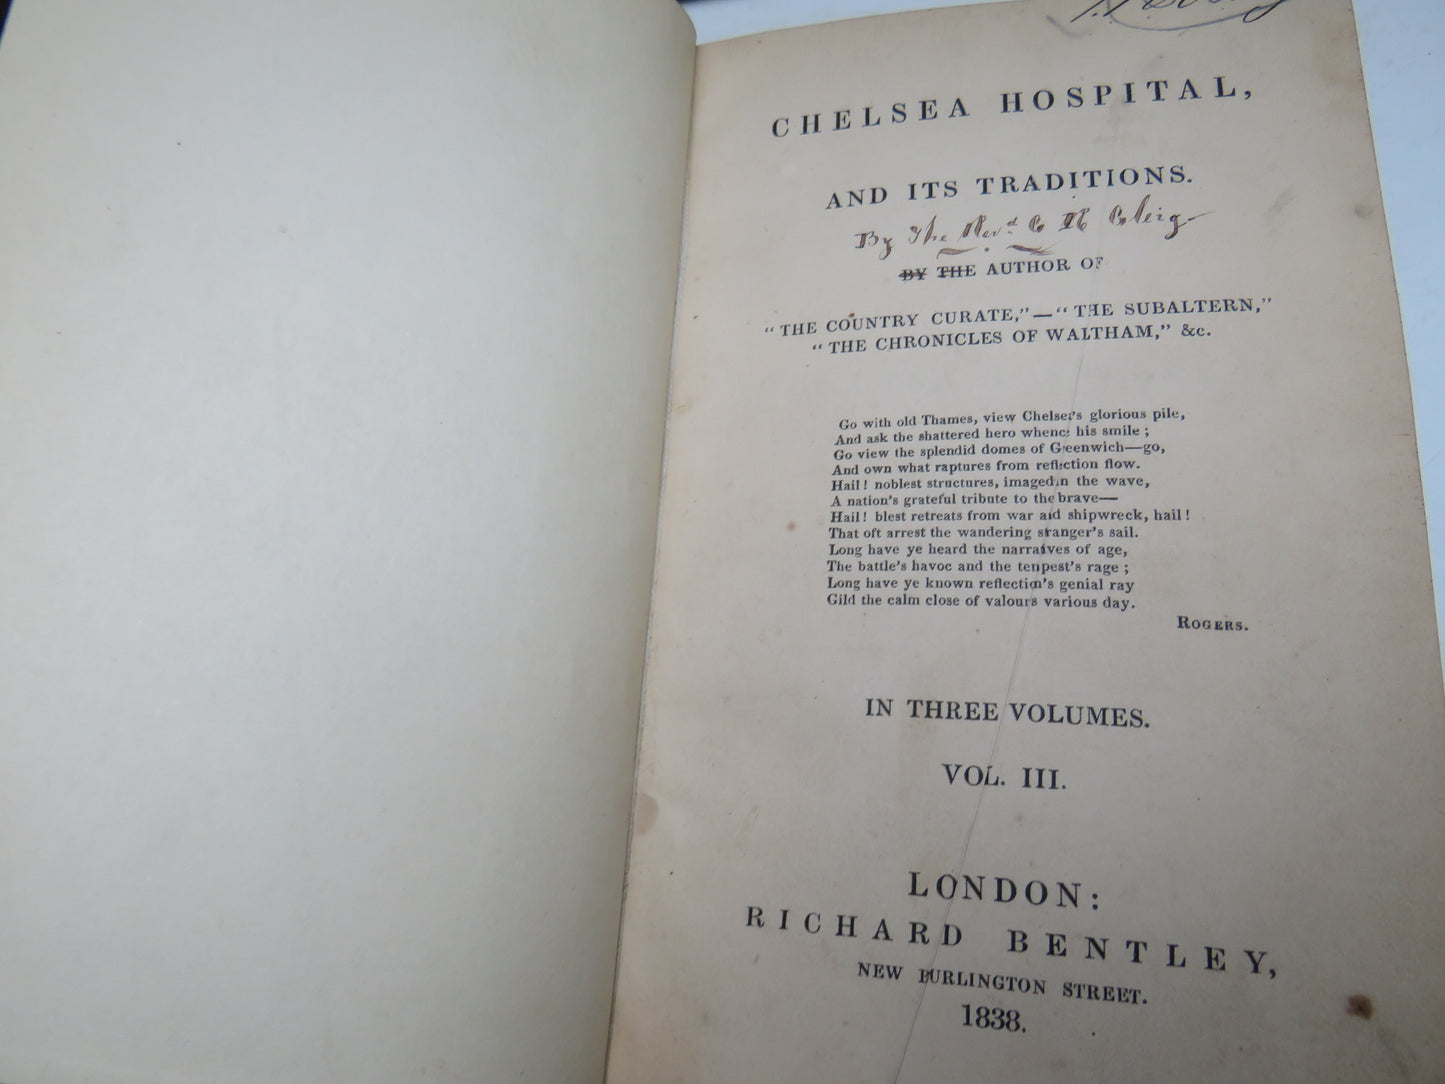 CHELSEA HOSPITAL,
AND ITS TRADITIONS.
By The Revd. G R Gleig
BY THE AUTHOR OF
“THE COUNTRY CURATE,”—“THE SUBALTERN,”
“THE CHRONICLES OF WALTHAM,” &c.
Go with old Thames, view Chelsea's glorious pile,
And ask the shattered hero whence his smile ;
Go view the splendid domes of Greenwich—go,
And own what raptures from reflection flow.
Hail! noblest structures, imaged in the wave,
A nation's grateful tribute to the brave—
Hail! blest retreats from war and shipwreck, hail!
That oft arrest the wandering stranger's sail.
Long have ye heard the narratives of age,
The battle's havoc and the tempest's rage ;
Long have ye known reflection's genial ray
Gild the calm close of valours various day.
ROGERS.
IN THREE VOLUMES.
VOL. III.
LONDON:
RICHARD BENTLEY,
NEW BURLINGTON STREET.
1838.